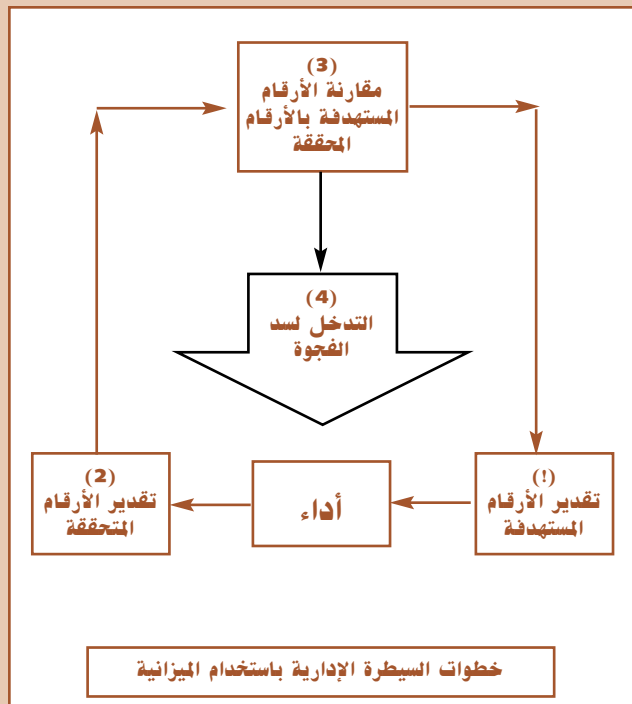 (3)
مقارنة الأرقام
المستهدفة بالأرقام
المحققة
(4)
التدخل لسد
الفجوة
(!)
تقدير الأرقام
المستهدفة
أداء
(2)
تقدير الأرقام
المتحققة
خطوات السيطرة الإدارية باستخدام الميزانية